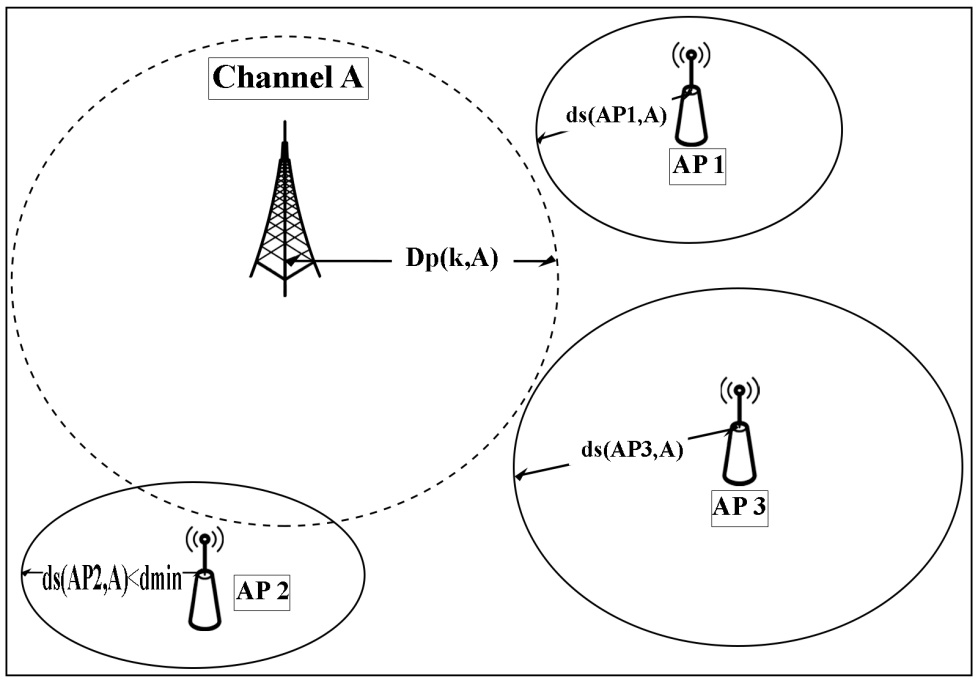 Channel A
ds(AP1,A)
AP 1
Dp(k,A)
ds(AP3,A)
AP 3
ds(AP2,A)<dmin
AP 2